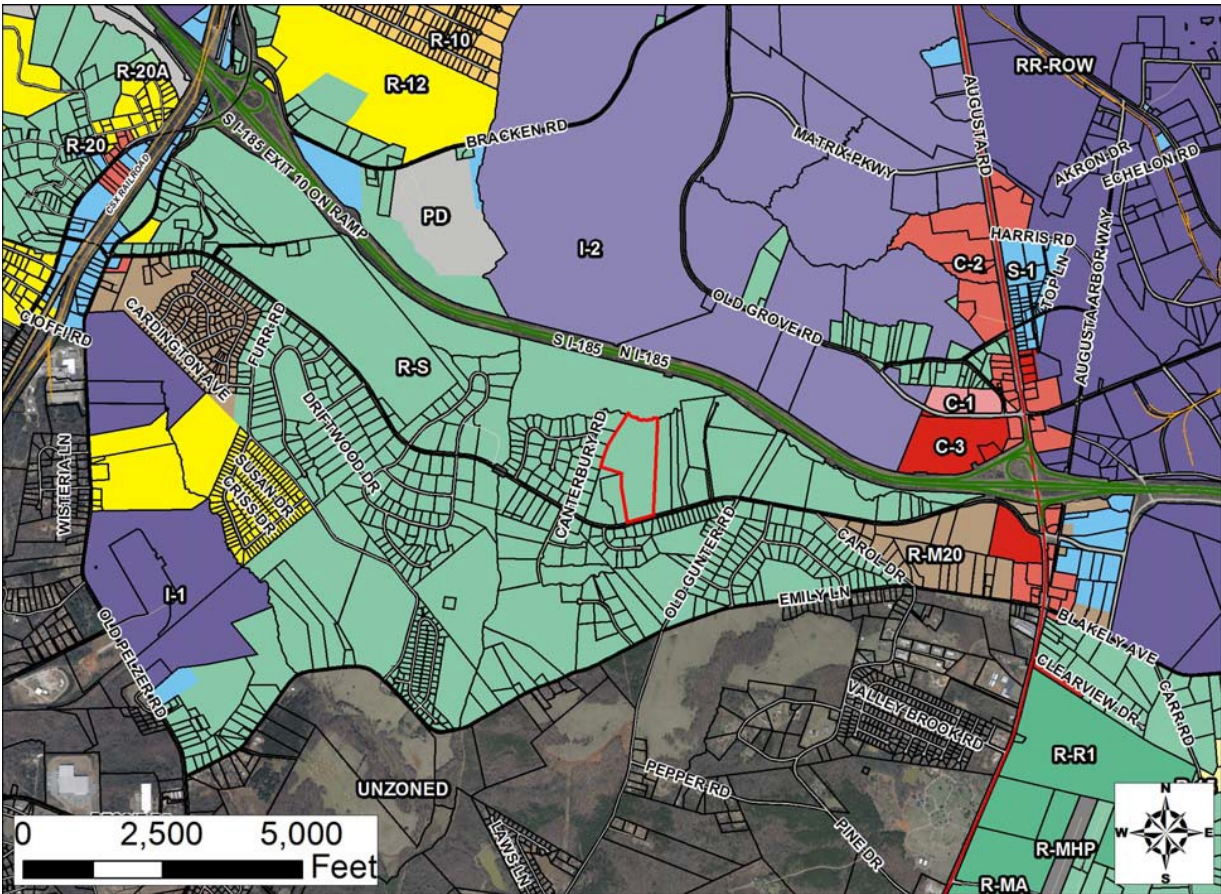 R-10
R-20A
R-12
RR-ROW
AUGUSTA RD
BRACKEN RD
MATRIX PKWY
AKRON DR
ECHELON RD
R-20
CSX RAILROAD
S I-185 EXIT 10 ON RAMP
PD
I-2
HARRIS RD
C-2
S-1
TOP LN
AUGUSTA ARBOR WAY
CIOFFI RD
CARDINGTON AVE
FURR RD
OLD GROVE RD
S I-185
N I-185
R-S
C-1
C-3
DRIFTWOOD DR
CANTERBURY RD
WISTERIA LN
SUSAN DR
CRISS DR
OLD GUNTER RD
CAROL DR
R-M20
I-1
EMILY LN
BLAKELY AVE
OLD PELZER RD
CLEARVIEW DR
CARR RD
VALLEY BROOK RD
R-R1
UNZONED
PEPPER RD
N
W E
S
0 2,500 5,000
Feet
LAWS LN
PINE DR
R-MHP
R-MA